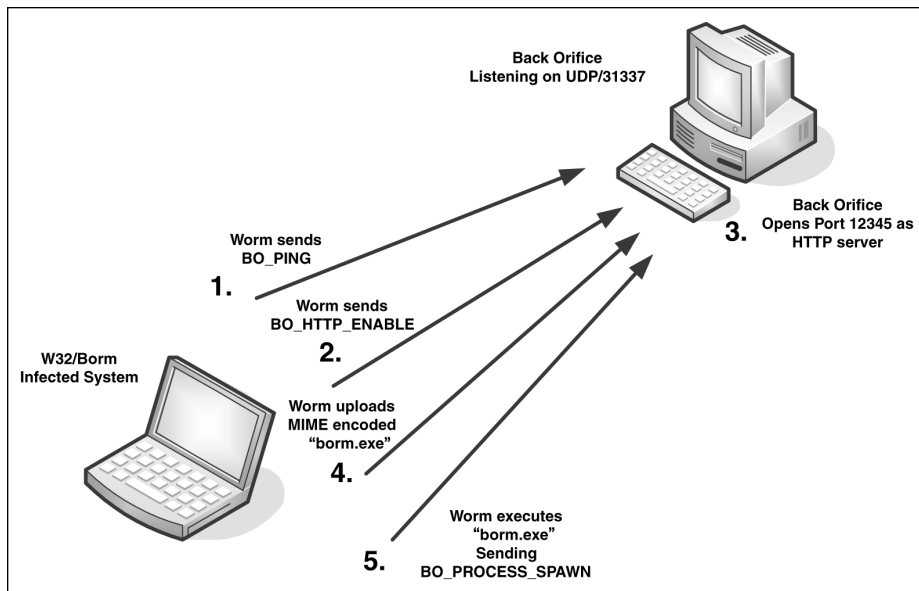 Back Orifice
Listening on UDP/31337
Back Orifice
Opens Port 12345 as
HTTP server
3.
Worm sends
BO_PING
1.
Worm sends
BO_HTTP_ENABLE
2.
W32/Borm
Infected System
Worm uploads
MIME encoded
“borm.exe”
4.
Worm executes
“borm.exe”
Sending
BO_PROCESS_SPAWN
5.